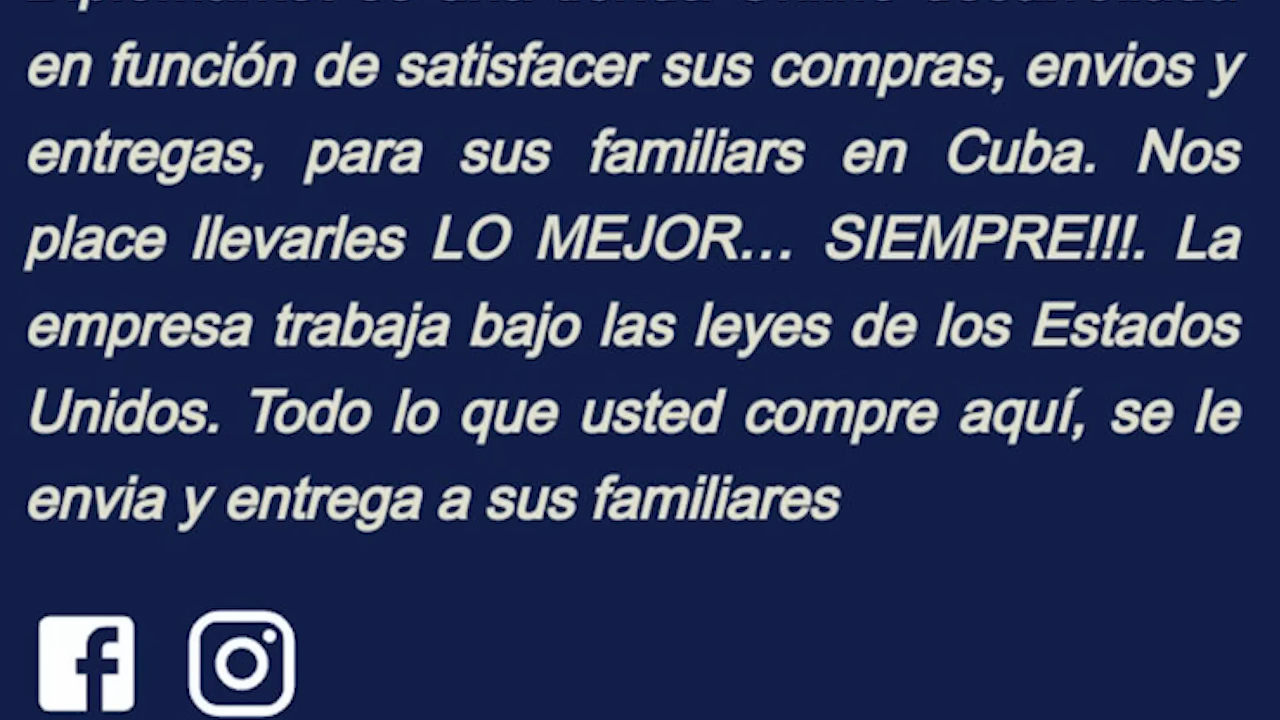 en función de satisfacer sus compras, envios y
entregas, para sus familiars en Cuba. Nos
place llevarles LO MEJOR... SIEMPRE!!!. La
empresa trabaja bajo las leyes de los Estados
Unidos. Todo lo que usted compre aquí, se le
envia y entrega a sus familiares